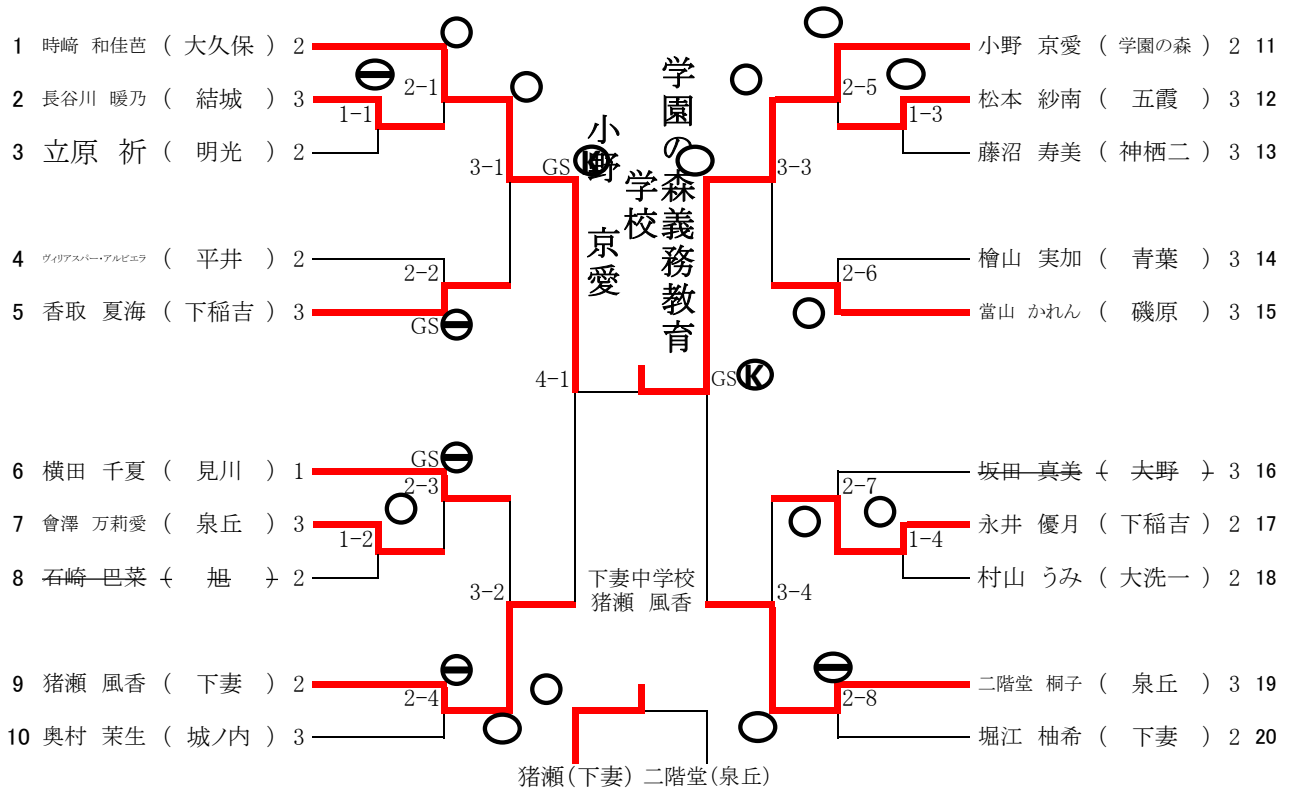 1 時﨑 和佳芭 ( 大久保 ) 2
2 長谷川 暖乃 ( 結城 ) 3
3 立原 祈 ( 明光 ) 2
4 ヴィリアスパー・アルビエラ ( 平井 ) 2
5 香取 夏海 ( 下稲吉 ) 3
6 横田 千夏 ( 見川 ) 1
7 會澤 万莉愛 ( 泉丘 ) 3
8 石崎 巴菜 ( 旭 ) 2
9 猪瀬 風香 ( 下妻 ) 2
10 奥村 茉生 ( 城ノ内 ) 3
1-1
1-2
2-1
2-2
GS
GS
2-3
2-4
3-1
3-2
GS K
4-1
学園の森義務教育
学校
小野 京愛
GS K
下妻中学校
猪瀬 風香
猪瀬(下妻) 二階堂(泉丘)
3-3
3-4
2-5
2-6
2-7
2-8
1-3
1-4
小野 京愛 ( 学園の森 ) 2 11
松本 紗南 ( 五霞 ) 3 12
藤沼 寿美 ( 神栖二 ) 3 13
檜山 実加 ( 青葉 ) 3 14
當山 かれん ( 磯原 ) 3 15
坂田 真美 ( 大野 ) 3 16
永井 優月 ( 下稲吉 ) 2 17
村山 うみ ( 大洗一 ) 2 18
二階堂 桐子 ( 泉丘 ) 3 19
堀江 柚希 ( 下妻 ) 2 20